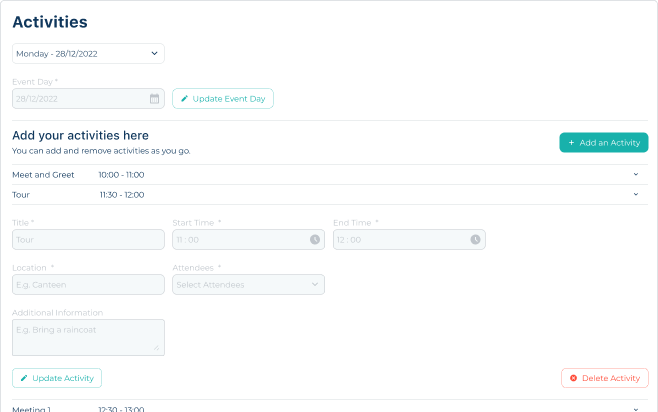 Activities
Monday - 28/12/2022
Event Day *
28/12/2022
Update Event Day
Add your activities here
You can add and remove activities as you go.
+ Add an Activity
Meet and Greet 10:00 - 11:00
Tour 11:30 - 12:00
Title * Start Time * End Time *
Tour 11 : 00 12 : 00
Location * Attendees *
E.g. Canteen Select Attendees
Additional Information
E.g. Bring a raincoat
Update Activity Delete Activity
Meeting 1 12:30 - 13:00